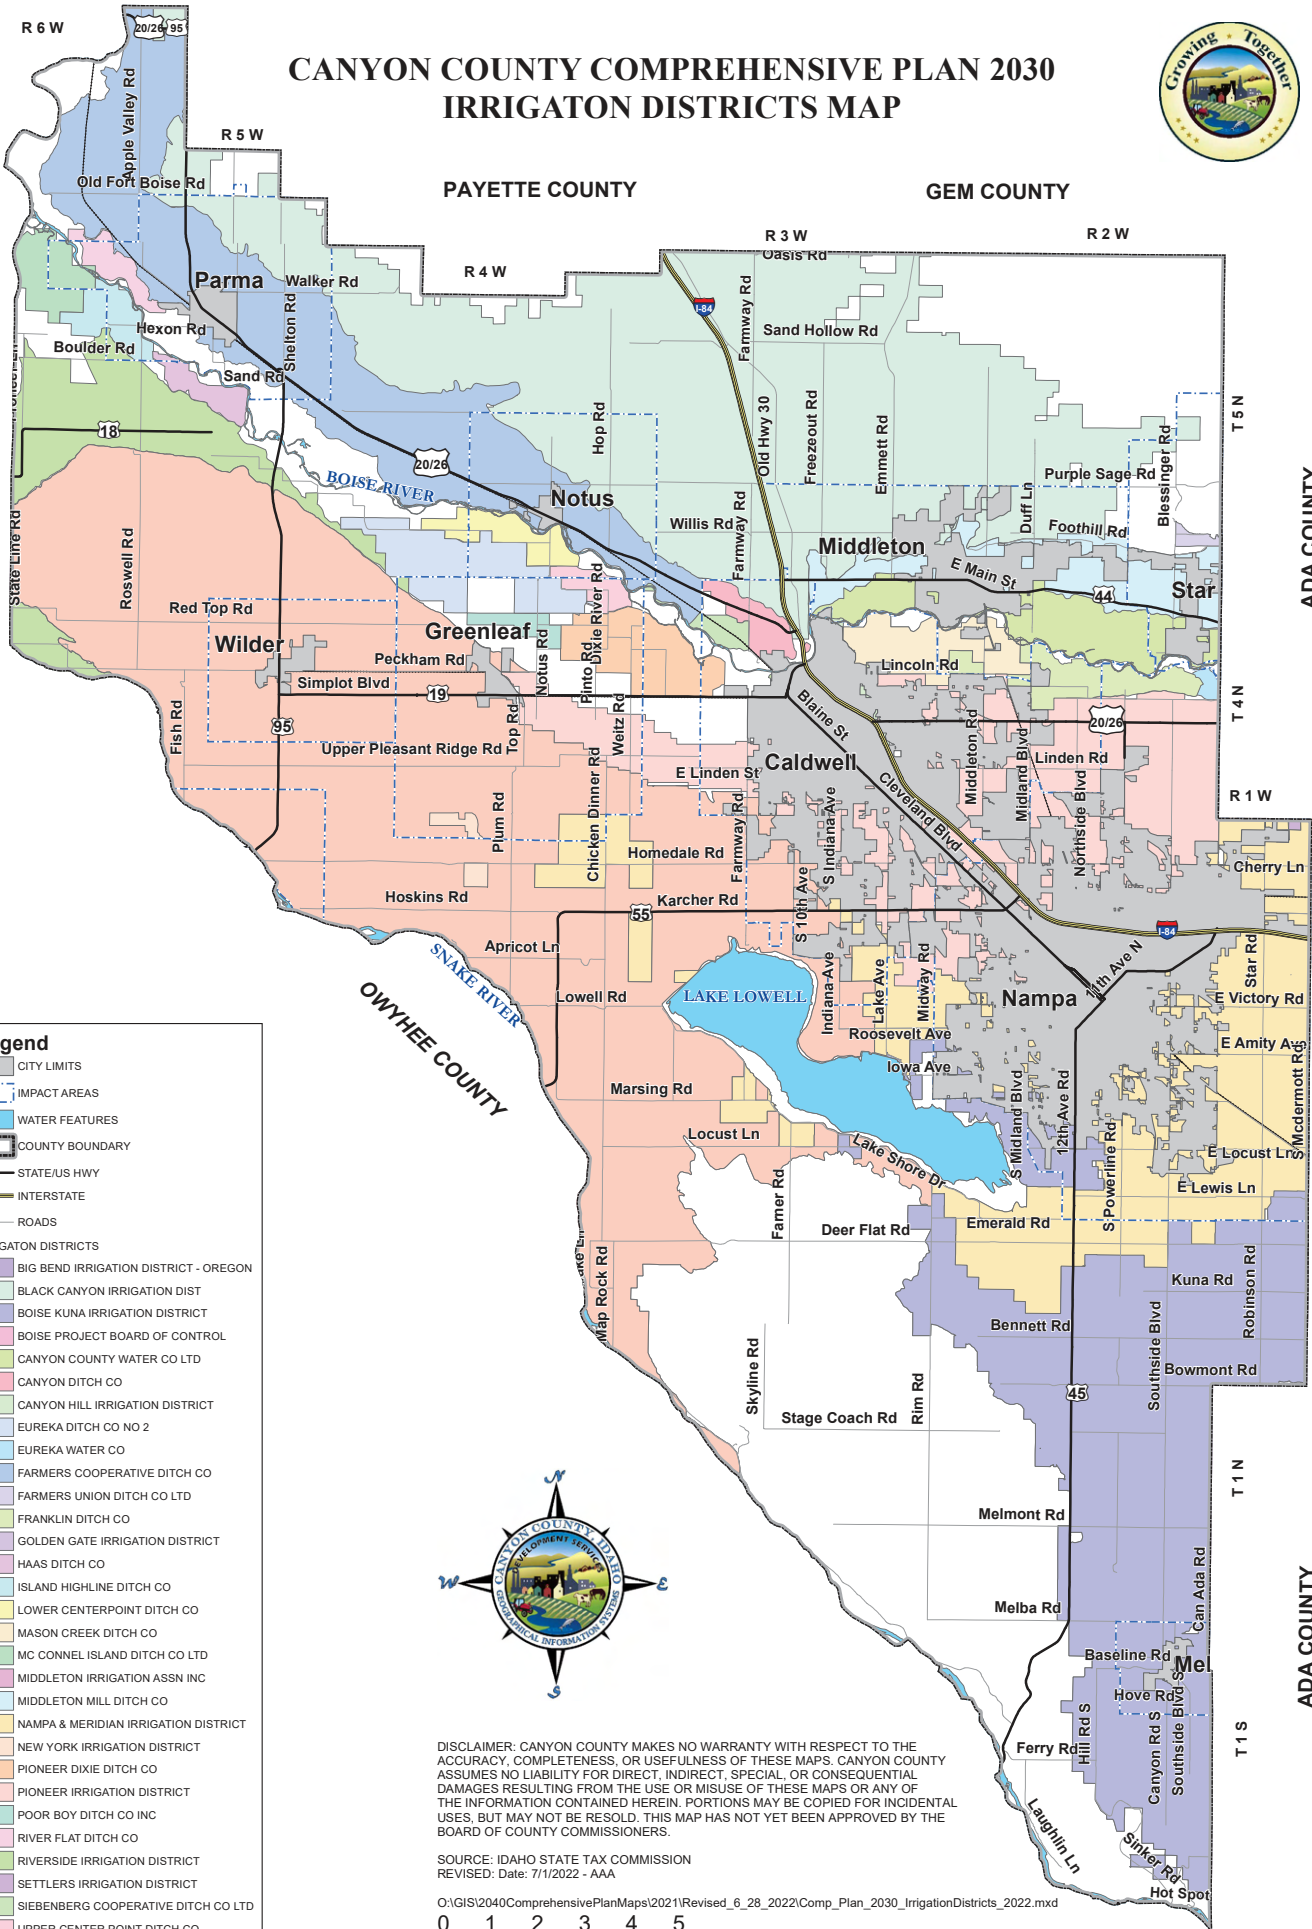 CANYON COUNTY COMPREHENSIVE PLAN 2030
IRRIGATON DISTRICTS MAP
Growing Together
R 6 W
20/26
95
Apple Valley Rd
R 5 W
Old Fort Boise Rd
PAYETTE COUNTY
GEM COUNTY
R 3 W
R 2 W
Oasis Rd
R 4 W
Parma
Walker Rd
Shelton Rd
Hexon Rd
Boulder Rd
Sand Rd
I-84
Farmway Rd
Sand Hollow Rd
18
20/26
BOISE RIVER
Hop Rd
Old Hwy 30
Freezeout Rd
Emmett Rd
T 5 N
Purple Sage Rd
Blessinger Rd
Duff Ln
Foothill Rd
ADA COUNTY
Notus
Willis Rd
Farmway Rd
Middleton
E Main St
44
Star
State Line Rd
Roswell Rd
Red Top Rd
Wilder
Greenleaf
Peckham Rd
Simplot Blvd
19
Notus Rd
Dixie River Rd
Pinto Rd
Weitz Rd
Lincoln Rd
T 4 N
Fish Rd
95
Upper Pleasant Ridge Rd
Top Rd
Blaine St
20/26
Middleton Rd
Midland Blvd
Linden Rd
Caldwell
E Linden St
Cleveland Blvd
Northside Blvd
R 1 W
Plum Rd
Chicken Dinner Rd
Farmway Rd
S Indiana Ave
Homedale Rd
Cherry Ln
Hoskins Rd
Karcher Rd
55
S 10th Ave
I-84
Apricot Ln
SNAKE RIVER
OWYHEE COUNTY
Lowell Rd
LAKE LOWELL
Indiana Ave
Lake Ave
Midway Rd
Nampa
11th Ave N
Star Rd
E Victory Rd
Roosevelt Ave
E Amity Ave
Iowa Ave
Marsing Rd
S Midland Blvd
12th Ave Rd
S Mcdermott Rd
Locust Ln
Lake Shore Dr
S Powerline Rd
E Locust Ln
E Lewis Ln
Farner Rd
Deer Flat Rd
Emerald Rd
Map Rock Rd
Kuna Rd
Robinson Rd
Bennett Rd
Southside Blvd
Bowmont Rd
Skyline Rd
Rim Rd
45
Stage Coach Rd
T 1 N
Melmont Rd
Can Ada Rd
Melba Rd
ADA COUNTY
Baseline Rd
Mel
Hove Rd
Hill Rd S
Canyon Rd S
Southside Blvd S
T 1 S
Ferry Rd
Laughlin Ln
Sinker Rd
Hot Spot
gend
CITY LIMITS
IMPACT AREAS
WATER FEATURES
COUNTY BOUNDARY
STATE/US HWY
INTERSTATE
ROADS
GATON DISTRICTS
BIG BEND IRRIGATION DISTRICT - OREGON
BLACK CANYON IRRIGATION DIST
BOISE KUNA IRRIGATION DISTRICT
BOISE PROJECT BOARD OF CONTROL
CANYON COUNTY WATER CO LTD
CANYON DITCH CO
CANYON HILL IRRIGATION DISTRICT
EUREKA DITCH CO NO 2
EUREKA WATER CO
FARMERS COOPERATIVE DITCH CO
FARMERS UNION DITCH CO LTD
FRANKLIN DITCH CO
GOLDEN GATE IRRIGATION DISTRICT
HAAS DITCH CO
ISLAND HIGHLINE DITCH CO
LOWER CENTERPOINT DITCH CO
MASON CREEK DITCH CO
MC CONNEL ISLAND DITCH CO LTD
MIDDLETON IRRIGATION ASSN INC
MIDDLETON MILL DITCH CO
NAMPA & MERIDIAN IRRIGATION DISTRICT
NEW YORK IRRIGATION DISTRICT
PIONEER DIXIE DITCH CO
PIONEER IRRIGATION DISTRICT
POOR BOY DITCH CO INC
RIVER FLAT DITCH CO
RIVERSIDE IRRIGATION DISTRICT
SETTLERS IRRIGATION DISTRICT
SIEBENBERG COOPERATIVE DITCH CO LTD
UPPER CENTER POINT DITCH CO
N
W
E
S
CANYON COUNTY, IDAHO
DEVELOPMENT SERVICES
GEOGRAPHICAL INFORMATION SYSTEMS
DISCLAIMER: CANYON COUNTY MAKES NO WARRANTY WITH RESPECT TO THE
ACCURACY, COMPLETENESS, OR USEFULNESS OF THESE MAPS. CANYON COUNTY
ASSUMES NO LIABILITY FOR DIRECT, INDIRECT, SPECIAL, OR CONSEQUENTIAL
DAMAGES RESULTING FROM THE USE OR MISUSE OF THESE MAPS OR ANY OF
THE INFORMATION CONTAINED HEREIN. PORTIONS MAY BE COPIED FOR INCIDENTAL
USES, BUT MAY NOT BE RESOLD. THIS MAP HAS NOT YET BEEN APPROVED BY THE
BOARD OF COUNTY COMMISSIONERS.
SOURCE: IDAHO STATE TAX COMMISSION
REVISED: Date: 7/1/2022 - AAA
O:\GIS\2040ComprehensivePlanMaps\2021\Revised_6_28_2022\Comp_Plan_2030_IrrigationDistricts_2022.mxd
0 1 2 3 4 5